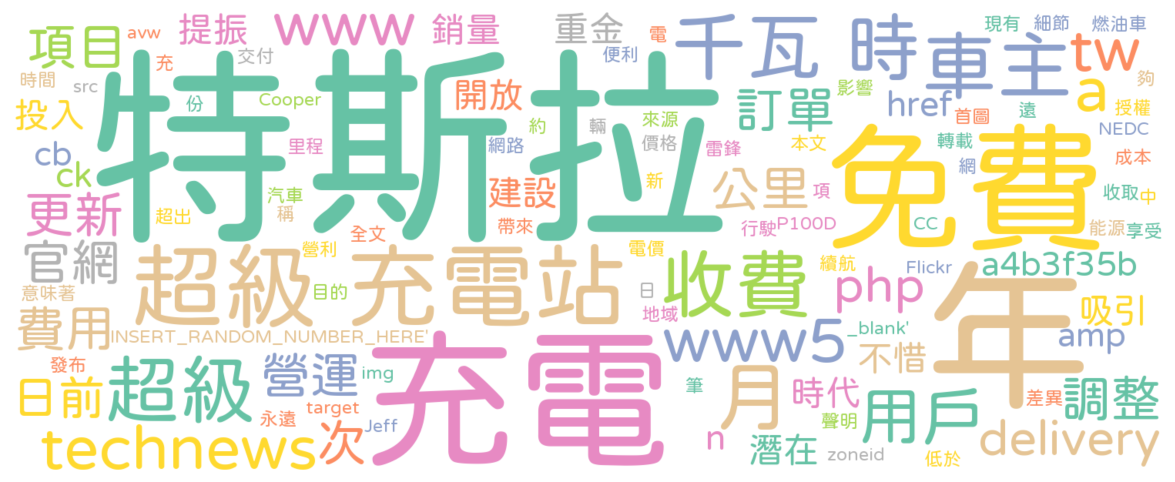 特斯拉
充電
免費
年
超級 充電站
超級
收費
月
車主
千瓦
時
www
www5
technews
訂單
用戶
公里
項目
更新
官網
費用
營運
日前
次
建設
開放
提振
銷量
重金
投入
cb
ck
avw
交付
時間
src
充
份
Cooper
里程
網路
約
輛
便利
電
來源
價格
雷鋒
新
影響
href
tw
a
現有
細節
燃油車
夠
首圖
遠
授權
轉載
NEDC
本文
網
成本
收取
中
項
行駛
P100D
CC
能源
享受
汽車
稱
超出
帶來
全文
營利
電價
目的
日
地域
續航
Flickr
a4b3f35b
php
吸引
amp
_blank'
不惜
意味著
INSERT_RANDOM_NUMBER_HERE'
發布
img
target
永遠
Jeff
筆
時代
聲明
n
潛在
zoneid
低於
差異
調整
delivery